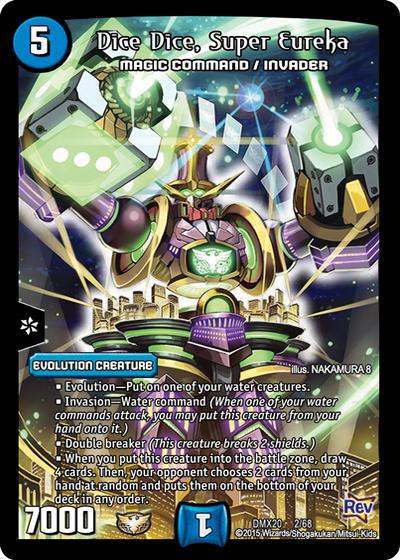 5
Dice Dice, Super Eureka
MAGIC COMMAND / INVADER
EVOLUTION CREATURE
illus. NAKAMURA 8
▪ Evolution—Put on one of your water creatures.
▪ Invasion—Water command (When one of your water
commands attack, you may put this creature from your
hand onto it.)
▪ Double breaker (This creature breaks 2 shields.)
▪ When you put this creature into the battle zone, draw
4 cards. Then, your opponent chooses 2 cards from your
hand at random and puts them on the bottom of your
deck in any order.
Rev
7000
1
DMX20 2/68
©2015 Wizards/Shogakukan/Mitsui-Kids